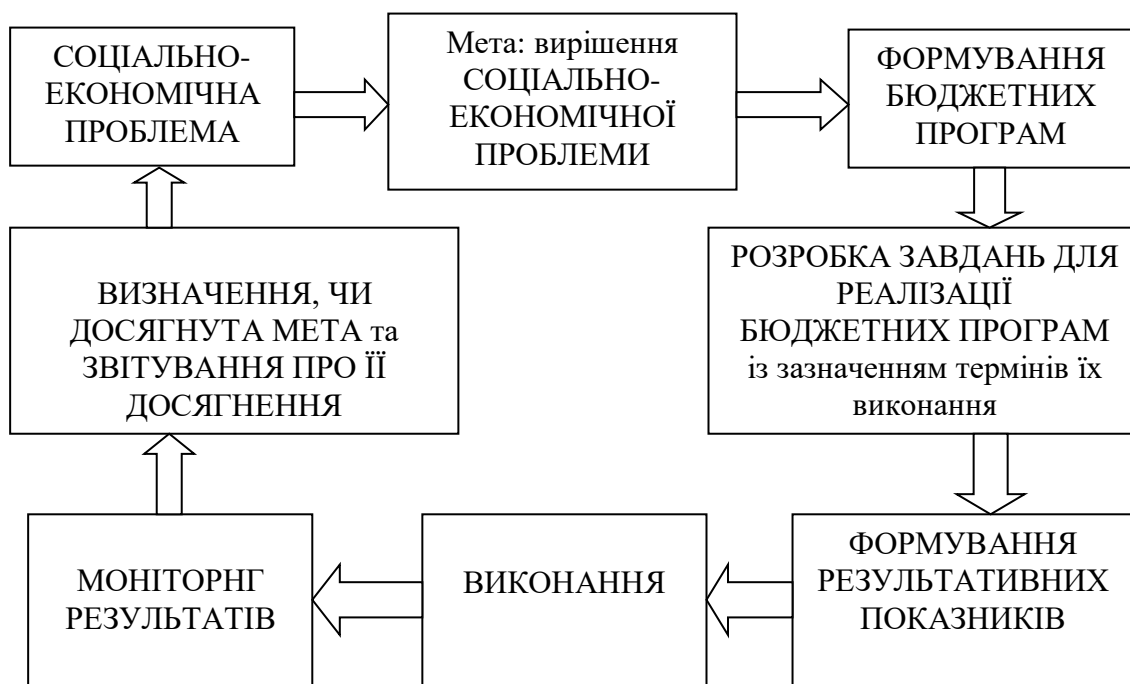 СОЦІАЛЬНО-
ЕКОНОМІЧНА
ПРОБЛЕМА
Мета: вирішення
СОЦІАЛЬНО-
ЕКОНОМІЧНОЇ
ПРОБЛЕМИ
ФОРМУВАННЯ
БЮДЖЕТНИХ
ПРОГРАМ
РОЗРОБКА ЗАВДАНЬ ДЛЯ
РЕАЛІЗАЦІЇ
БЮДЖЕТНИХ ПРОГРАМ
із зазначенням термінів їх
виконання
ФОРМУВАННЯ
РЕЗУЛЬТАТИВНИХ
ПОКАЗНИКІВ
ВИКОНАННЯ
МОНІТОРНГ
РЕЗУЛЬТАТІВ
ВИЗНАЧЕННЯ, ЧИ
ДОСЯГНУТА МЕТА та
ЗВІТУВАННЯ ПРО ЇЇ
ДОСЯГНЕННЯ